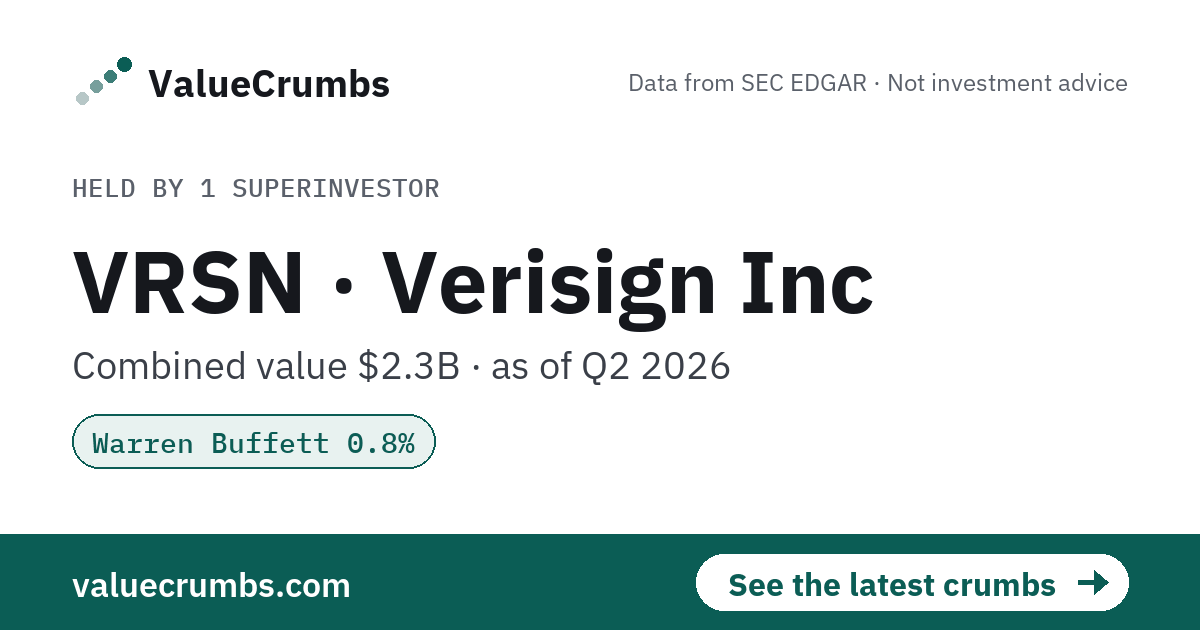 ValueCrumbs
Data from SEC EDGAR · Not investment advice
HELD BY 1 SUPERINVESTOR
VRSN · Verisign Inc
Combined value $2.3B · as of Q2 2026
Warren Buffett 0.8%
valuecrumbs.com
See the latest crumbs →